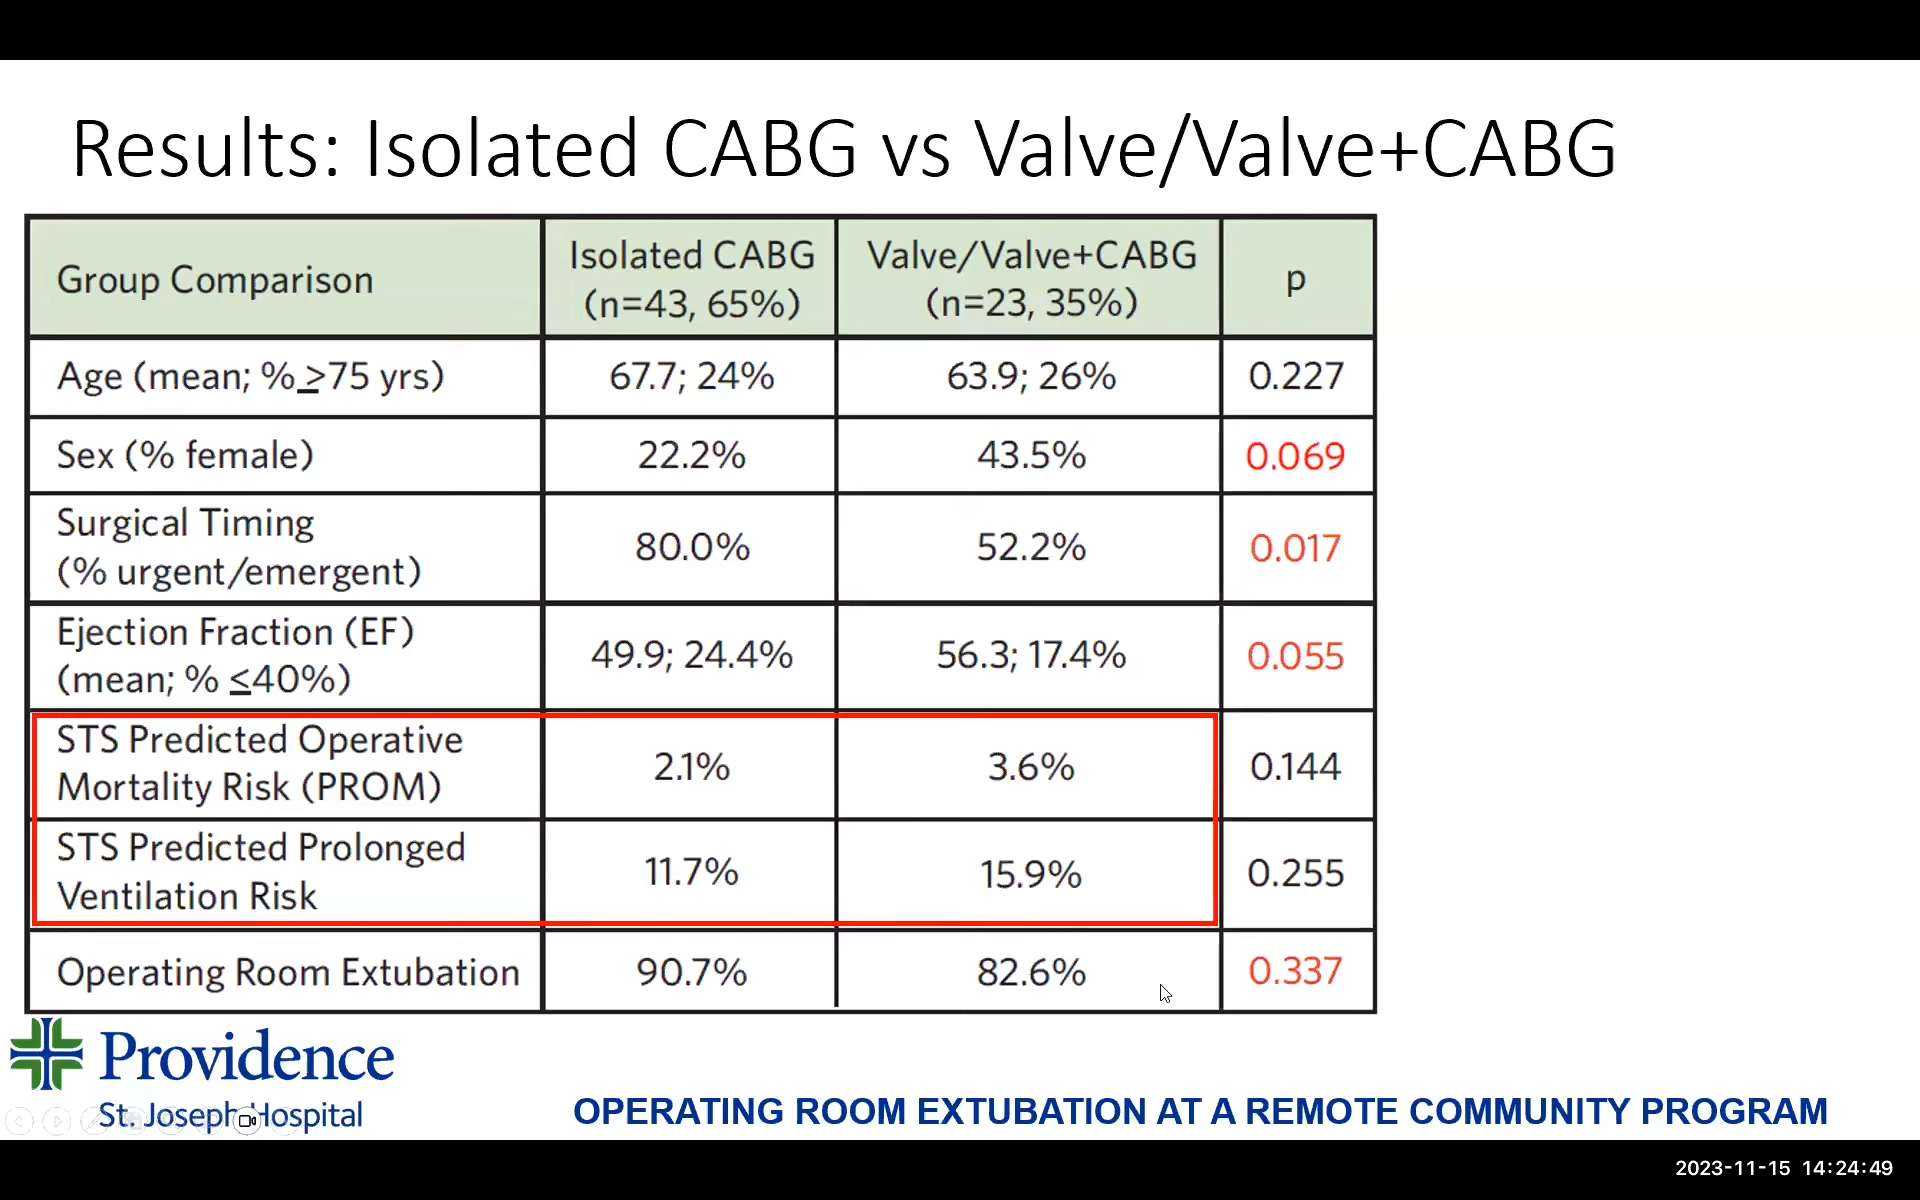 Results: Isolated CABG vs Valve/Valve+CABG
Group Comparison
Isolated CABG
(n=43, 65%)
Valve/Valve+CABG
(n=23, 35%)
p
Age (mean; % ≥75 yrs)
67.7; 24%
63.9; 26%
0.227
Sex (% female)
22.2%
43.5%
0.069
Surgical Timing
(% urgent/emergent)
80.0%
52.2%
0.017
Ejection Fraction (EF)
(mean; % ≤40%)
49.9; 24.4%
56.3; 17.4%
0.055
STS Predicted Operative
Mortality Risk (PROM)
2.1%
3.6%
0.144
STS Predicted Prolonged
Ventilation Risk
11.7%
15.9%
0.255
Operating Room Extubation
90.7%
82.6%
0.337
Providence
St. Joseph Hospital
OPERATING ROOM EXTUBATION AT A REMOTE COMMUNITY PROGRAM
2023-11-15 14:24:49